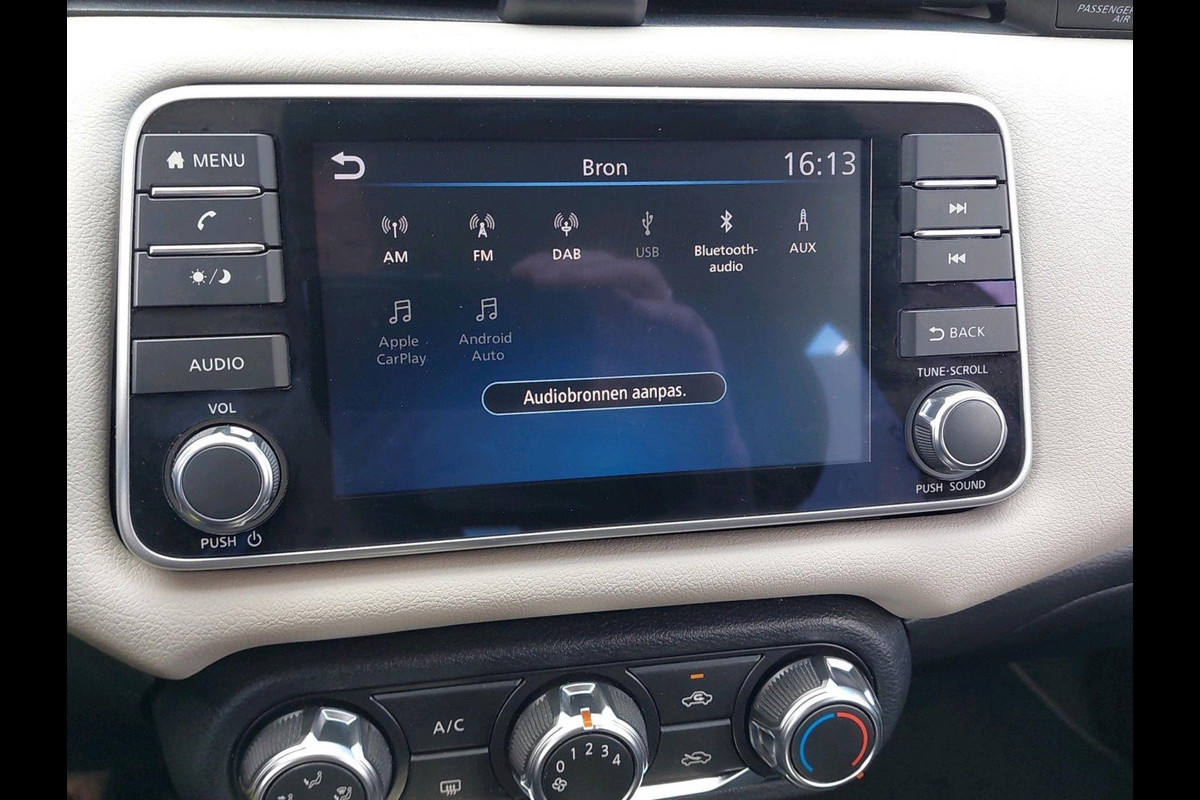 PASSENGER
AIR
MENU
Bron
16:13
AM
FM
DAB
USB
Bluetooth-
audio
AUX
Apple
CarPlay
Android
Auto
Audiobronnen aanpas.
AUDIO
VOL
PUSH
BACK
TUNE·SCROLL
PUSH SOUND
A/C
0 1 2 3 4